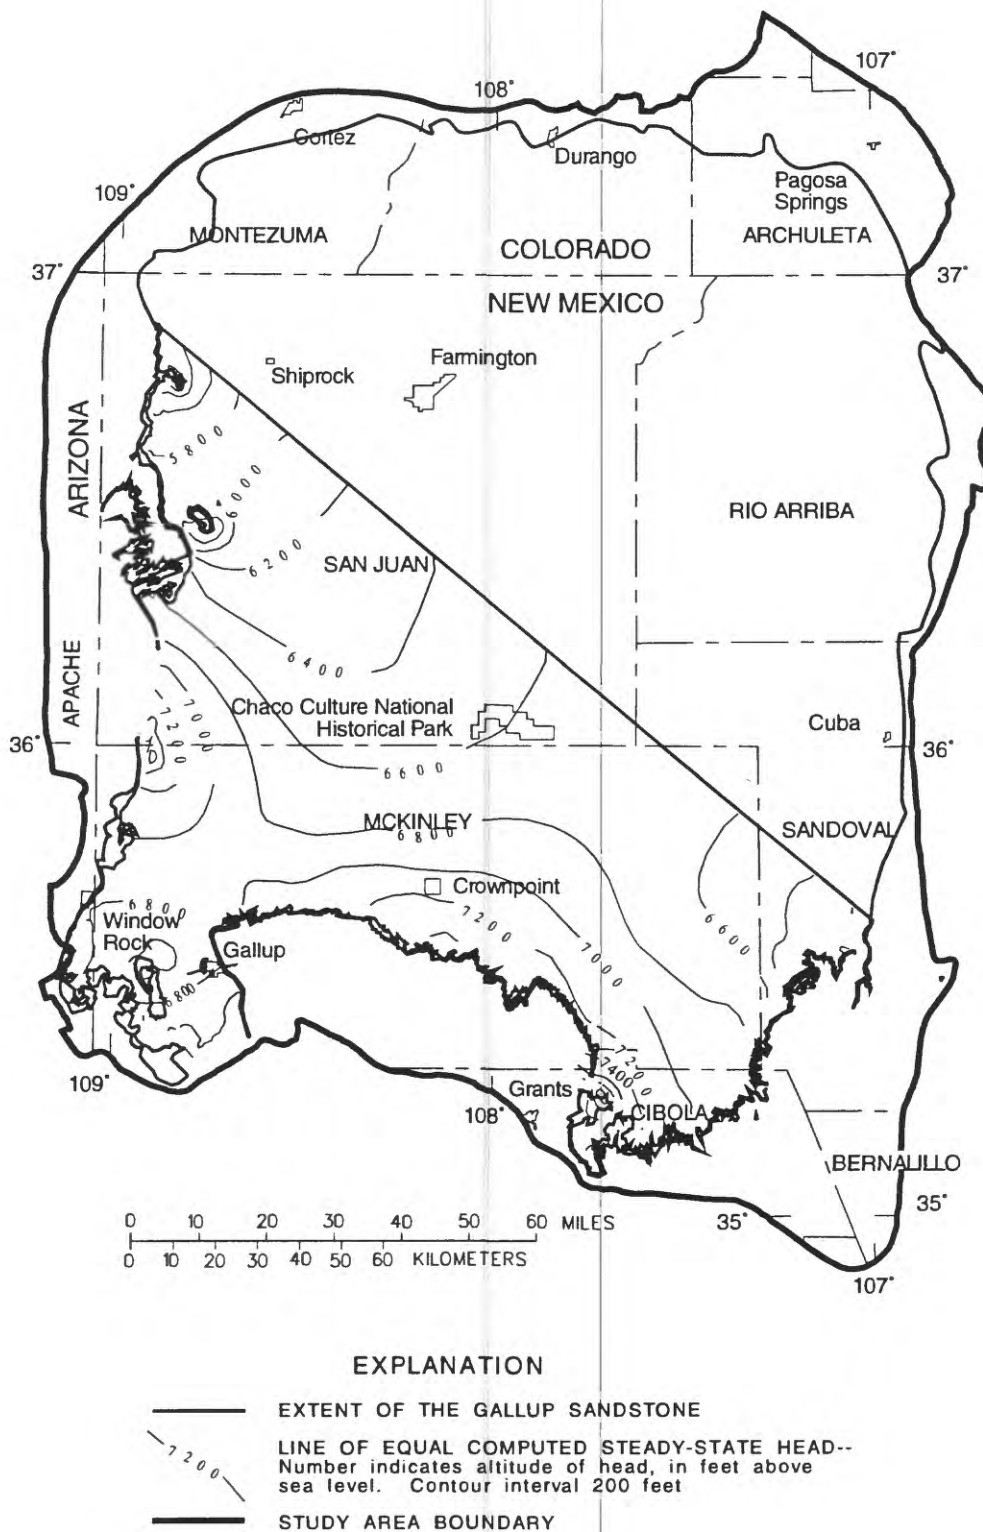 107°
108°
Cortez
Durango
109°
Pagosa
Springs
MONTEZUMA
COLORADO
ARCHULETA
37°
37°
NEW MEXICO
Farmington
Shiprock
ARIZONA
5800
6000
RIO ARRIBA
6200
SAN JUAN
6400
APACHE
7000
7200
Chaco Culture National
Historical Park
Cuba
36°
36°
6600
MCKINLEY
6800
SANDOVAL
Crownpoint
6800
Window
Rock
7200
6600
Gallup
7000
6800
7200
7400
109°
Grants
108°
CIBOLA
BERNALILLO
35°
35°
0 10 20 30 40 50 60 MILES
0 10 20 30 40 50 60 KILOMETERS
107°
EXPLANATION
EXTENT OF THE GALLUP SANDSTONE
LINE OF EQUAL COMPUTED STEADY-STATE HEAD--
7200
Number indicates altitude of head, in feet above
sea level. Contour interval 200 feet
STUDY AREA BOUNDARY